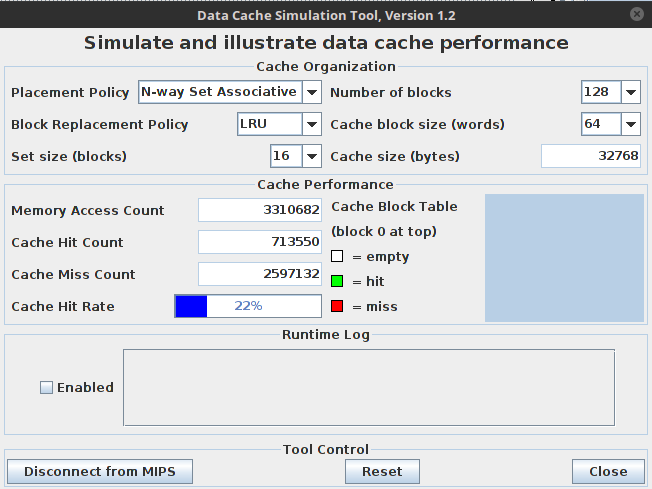 Data Cache Simulation Tool, Version 1.2
Simulate and illustrate data cache performance
Cache Organization
Placement Policy N-way Set Associative Number of blocks 128
Block Replacement Policy LRU Cache block size (words) 64
Set size (blocks) 16 Cache size (bytes) 32768
Cache Performance
Memory Access Count 3310682 Cache Block Table
(block 0 at top)
Cache Hit Count 713550
= empty
Cache Miss Count 2597132
= hit
Cache Hit Rate 22% = miss
Runtime Log
Enabled
Tool Control
Disconnect from MIPS Reset Close